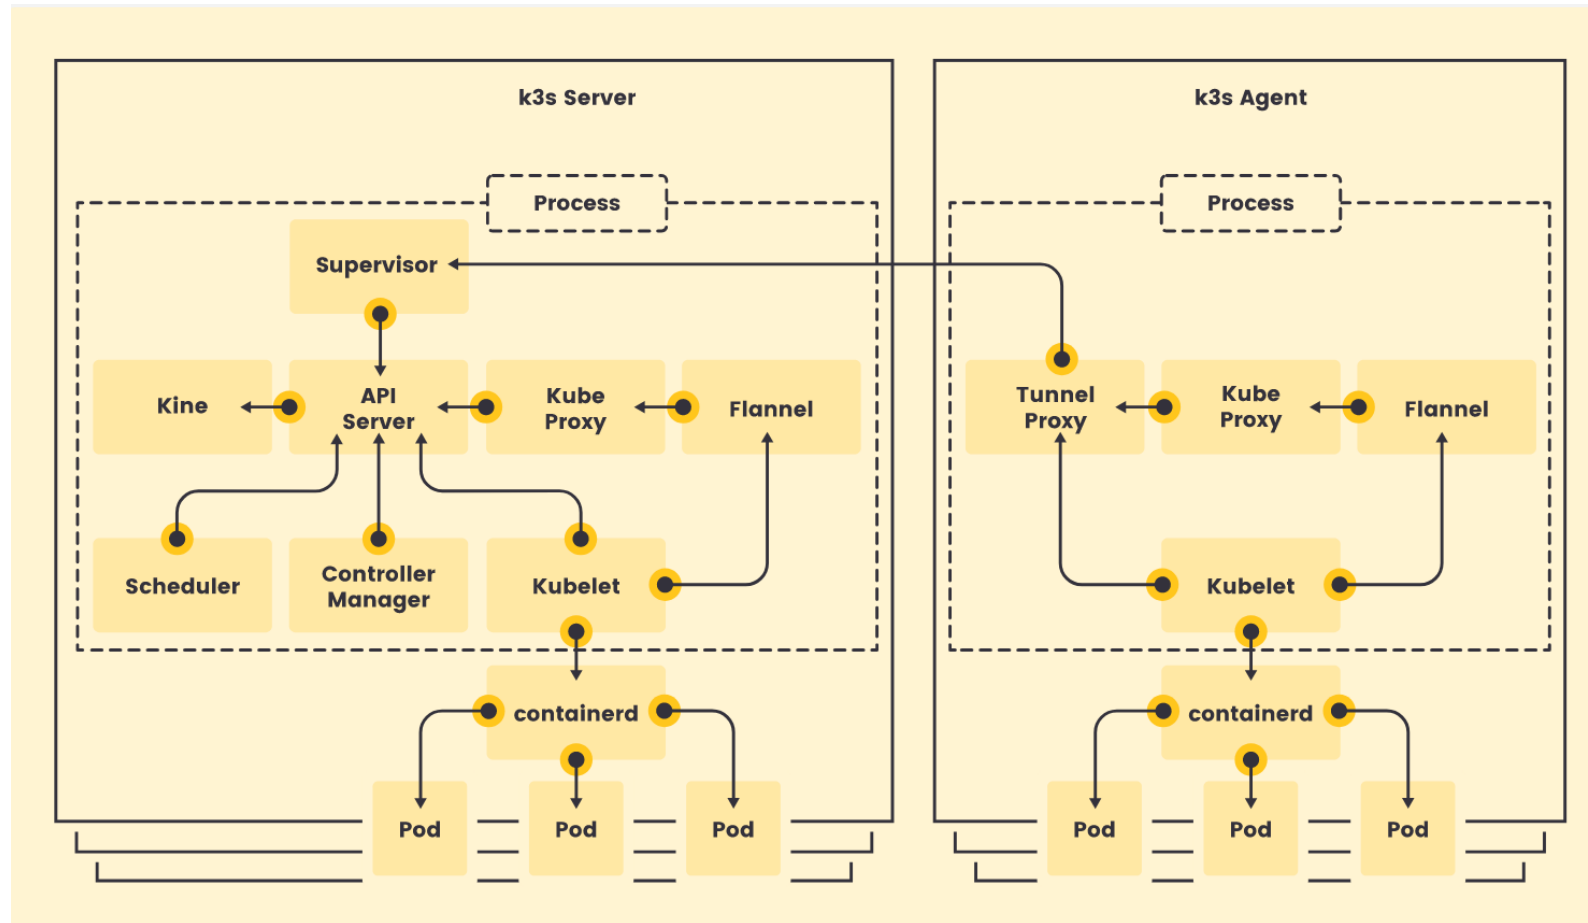 k3s Server
k3s Agent
Process
Process
Supervisor
Kine
API
Server
Kube
Proxy
Flannel
Tunnel
Proxy
Kube
Proxy
Flannel
Scheduler
Controller
Manager
Kubelet
Kubelet
containerd
containerd
Pod
Pod
Pod
Pod
Pod
Pod